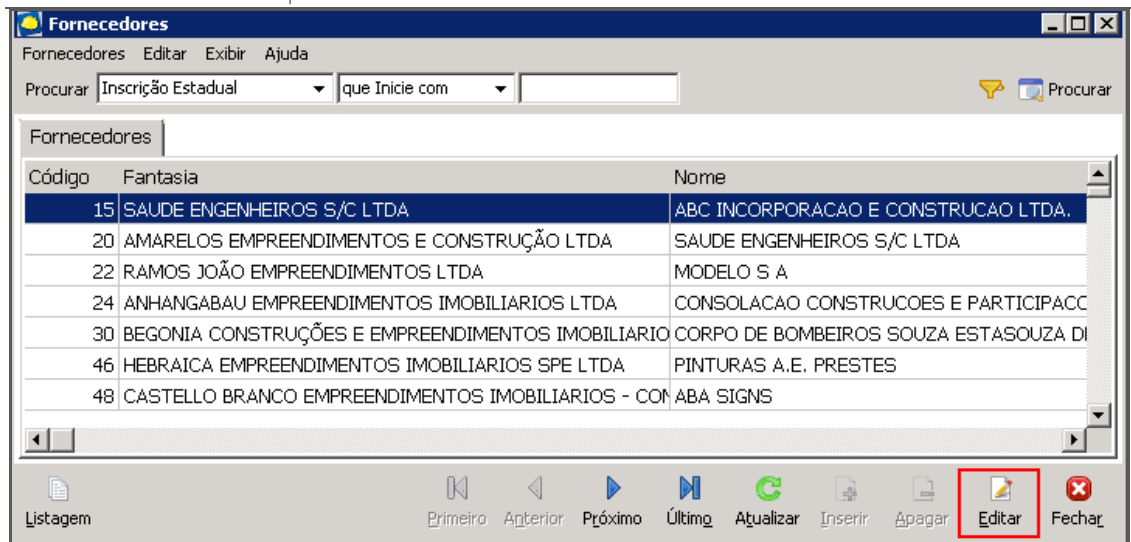 Fornecedores
Fornecedores Editar Exibir Ajuda
Procurar Inscrição Estadual que Inicie com Procurar
Fornecedores
Código Fantasia Nome
15 SAUDE ENGENHEIROS S/C LTDA ABC INCORPORACAO E CONSTRUCAO LTDA.
20 AMARELOS EMPREENDIMENTOS E CONSTRUÇÃO LTDA SAUDE ENGENHEIROS S/C LTDA
22 RAMOS JOÃO EMPREENDIMENTOS LTDA MODELO S A
24 ANHANGABAU EMPREENDIMENTOS IMOBILIARIOS LTDA CONSOLACAO CONSTRUCOES E PARTICIPACC
30 BEGONIA CONSTRUÇÕES E EMPREENDIMENTOS IMOBILIARIO CORPO DE BOMBEIROS SOUZA ESTASOUZA DI
46 HEBRAICA EMPREENDIMENTOS IMOBILIARIOS SPE LTDA PINTURAS A.E. PRESTES
48 CASTELLO BRANCO EMPREENDIMENTOS IMOBILIARIOS - COM ABA SIGNS
Listagem Primeiro Anterior Próximo Último Atualizar Inserir Apagar Editar Fechar